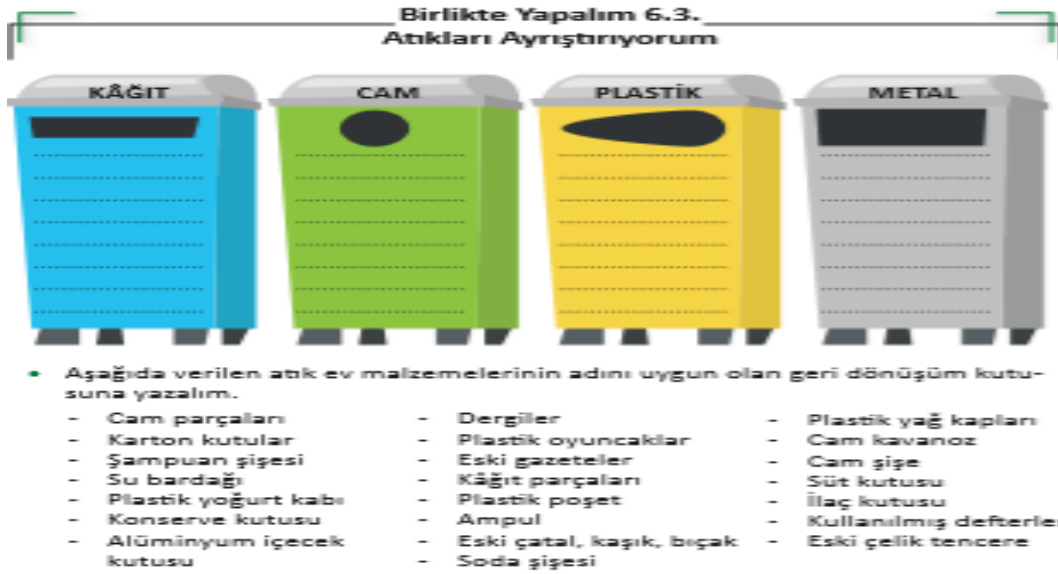 Birlikte Yapalım 6.3.
Atıkları Ayrıştırıyorum
KÂĞIT
CAM
PLASTİK
METAL
• Aşağıda verilen atık ev malzemelerinin adını uygun olan geri dönüşüm kutu-
suna yazalım.
- Cam parçaları
- Karton kutular
- Şampuan şişesi
- Su bardağı
- Plastik yoğurt kabı
- Konserve kutusu
- Alüminyum içecek
kutusu
- Dergiler
- Plastik oyuncaklar
- Eski gazeteler
- Kâğıt parçaları
- Plastik poşet
- Ampul
- Eski çatal, kaşık, bıçak
- Soda şişesi
- Plastik yağ kapları
- Cam kavanoz
- Cam şişe
- Süt kutusu
- İlaç kutusu
- Kullanılmış defterle
- Eski çelik tencere